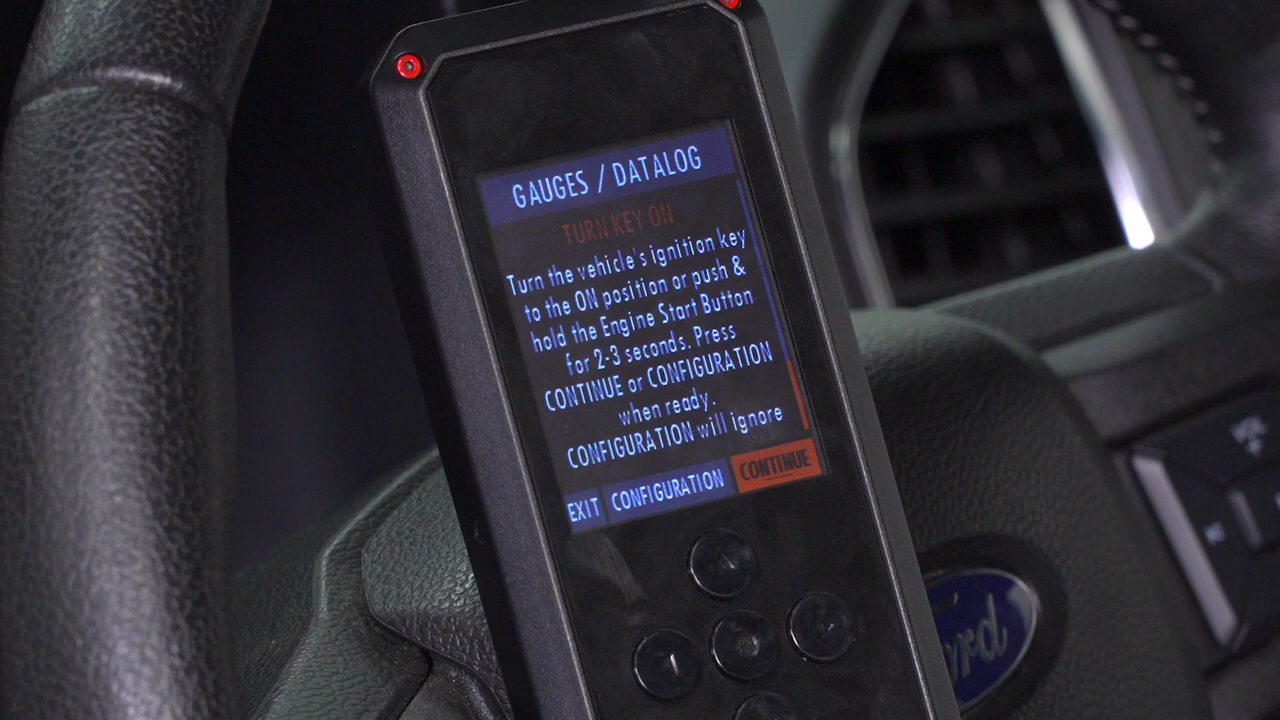 GAUGES / DATALOG
TURN KEY ON
Turn the vehicle's ignition key
to the ON position or push &
hold the Engine Start Button
for 2-3 seconds. Press
CONTINUE or CONFIGURATION
when ready.
CONFIGURATION will ignore
EXIT CONFIGURATION CONTINUE
VOL